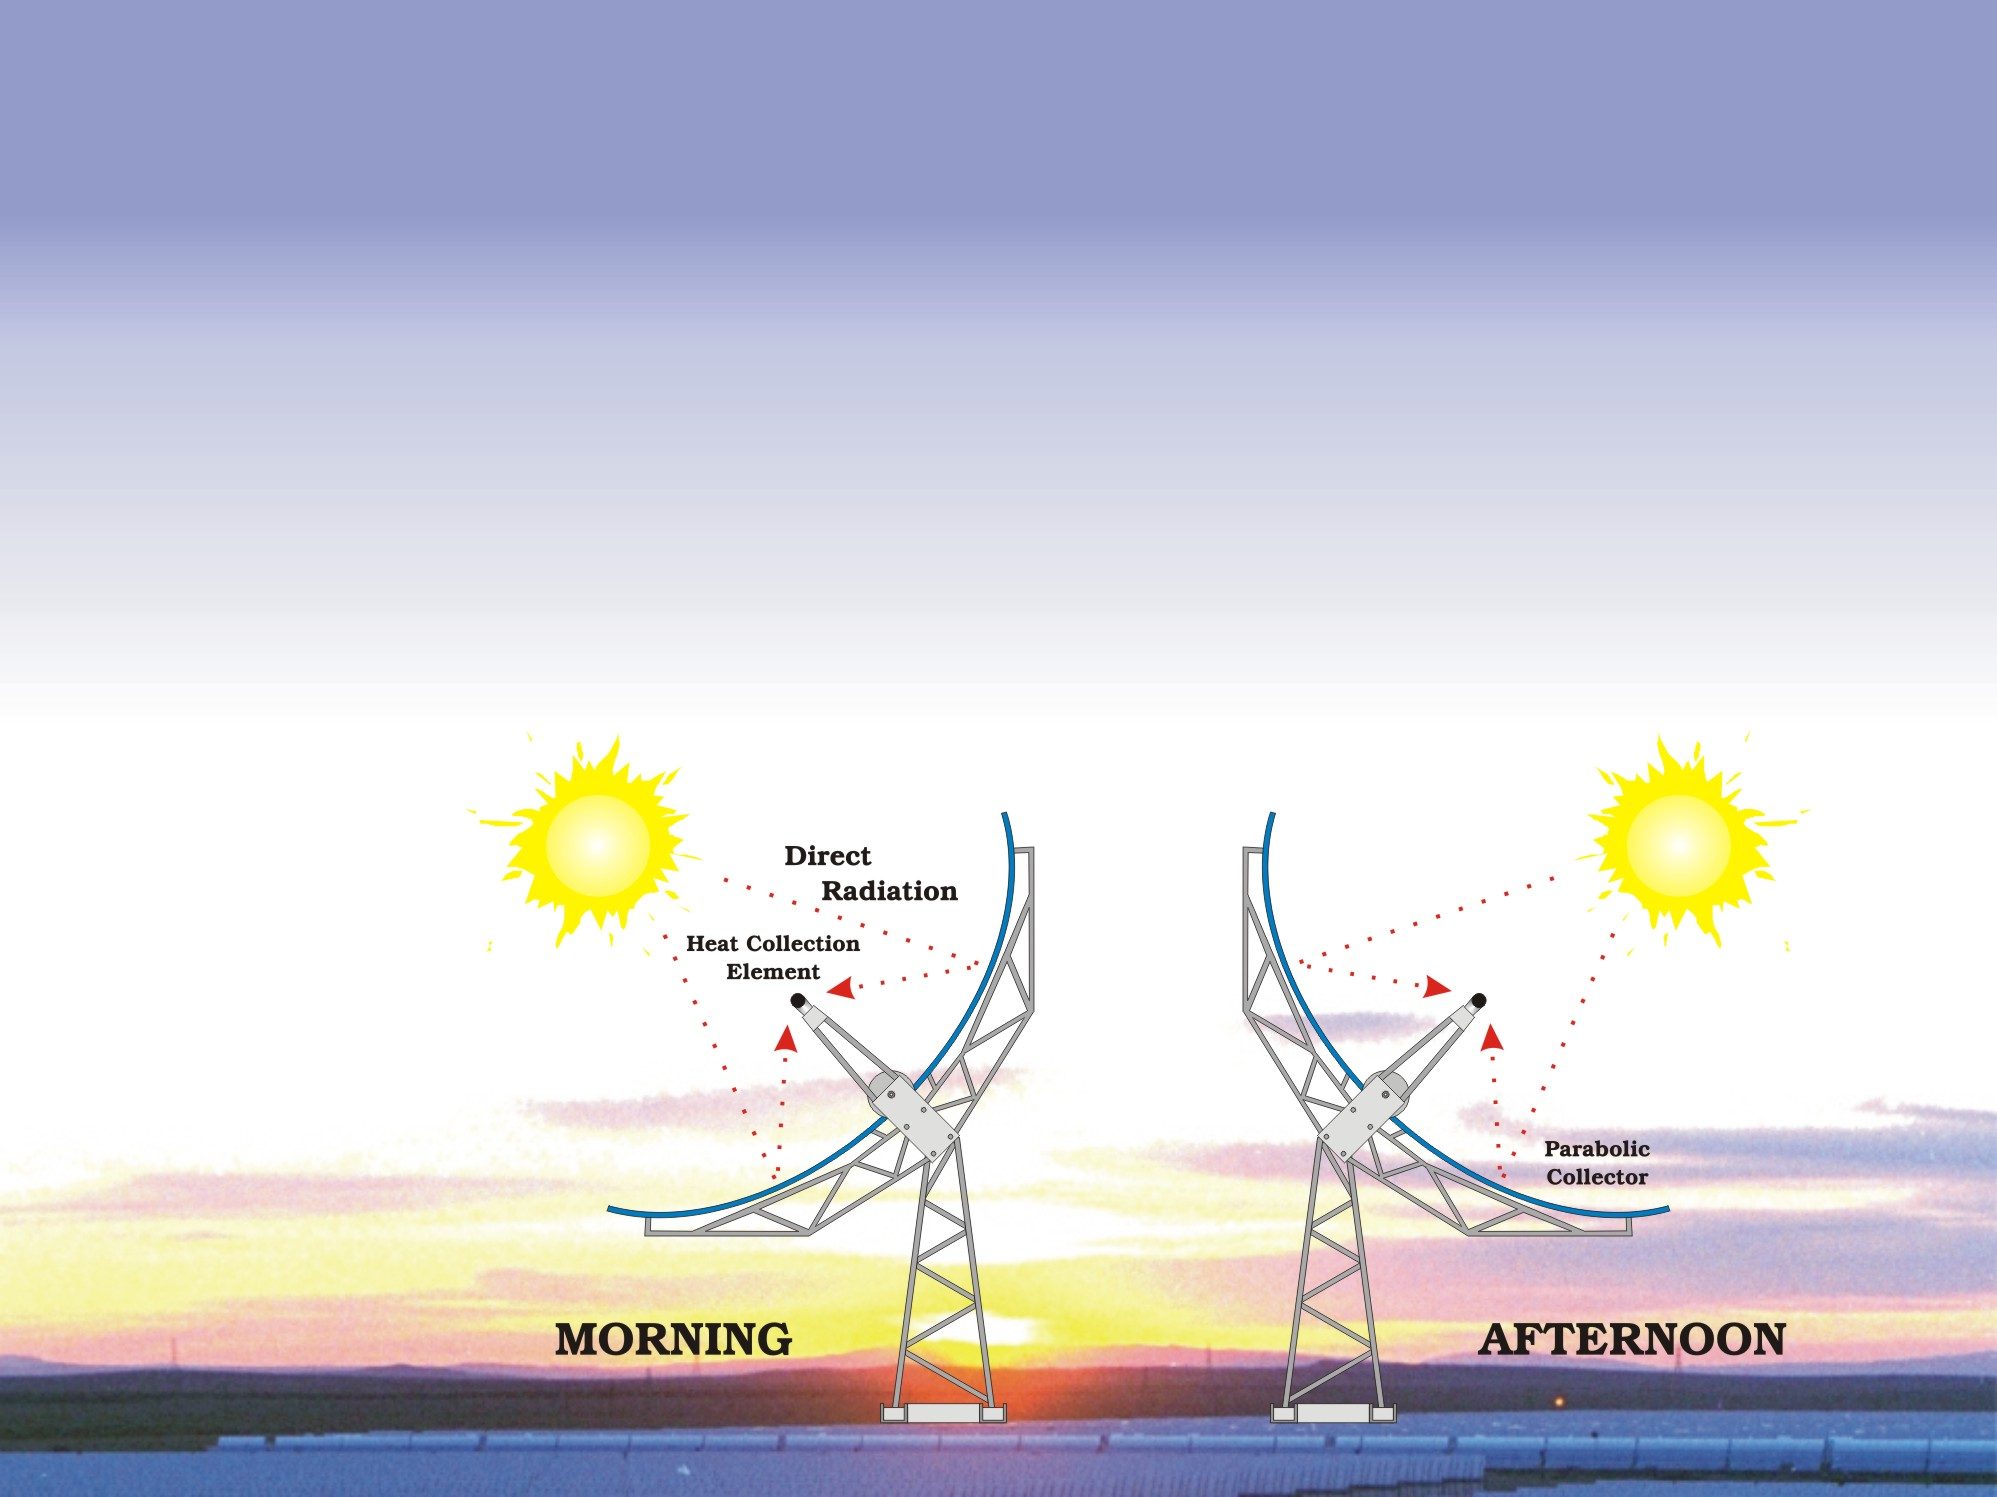 Direct
Radiation
Heat Collection
Element
Parabolic
Collector
MORNING
AFTERNOON